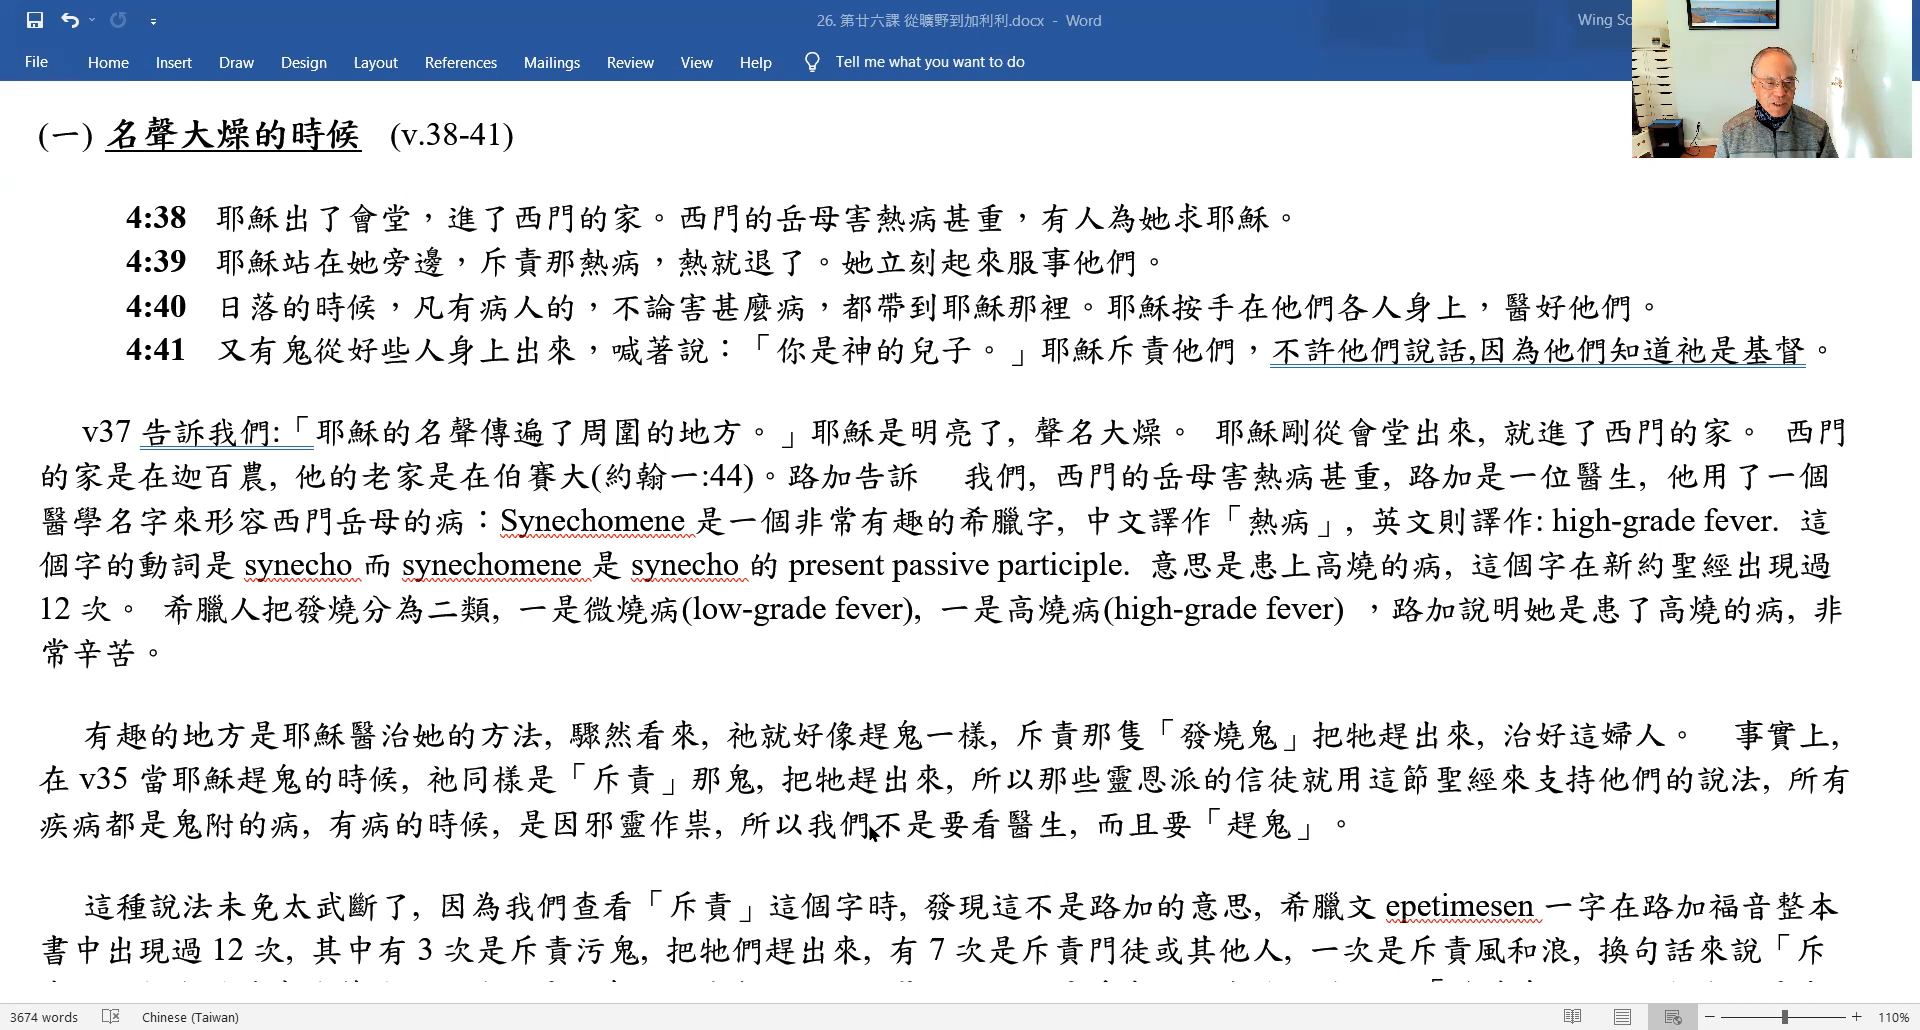 26. 第廿六課 從曠野到加利利.docx - Word
Wing So
File Home Insert Draw Design Layout References Mailings Review View Help Tell me what you want to do
(一) 名聲大燥的時候 (v.38-41)
4:38 耶穌出了會堂，進了西門的家。西門的岳母害熱病甚重，有人為她求耶穌。
4:39 耶穌站在她旁邊，斥責那熱病，熱就退了。她立刻起來服事他們。
4:40 日落的時候，凡有病人的，不論害甚麼病，都帶到耶穌那裡。耶穌按手在他們各人身上，醫好他們。
4:41 又有鬼從好些人身上出來，喊著說：「你是神的兒子。」耶穌斥責他們，不許他們說話,因為他們知道祂是基督。
v37 告訴我們:「耶穌的名聲傳遍了周圍的地方。」耶穌是明亮了, 聲名大燥。 耶穌剛從會堂出來, 就進了西門的家。 西門
的家是在迦百農, 他的老家是在伯賽大(約翰一:44)。路加告訴 我們, 西門的岳母害熱病甚重, 路加是一位醫生, 他用了一個
醫學名字來形容西門岳母的病：Synechomene 是一個非常有趣的希臘字, 中文譯作「熱病」, 英文則譯作: high-grade fever. 這
個字的動詞是 synecho 而 synechomene 是 synecho 的 present passive participle. 意思是患上高燒的病, 這個字在新約聖經出現過
12 次。 希臘人把發燒分為二類, 一是微燒病(low-grade fever), 一是高燒病(high-grade fever) ，路加說明她是患了高燒的病, 非
常辛苦。
有趣的地方是耶穌醫治她的方法, 驟然看來, 祂就好像趕鬼一樣, 斥責那隻「發燒鬼」把牠趕出來, 治好這婦人。 事實上,
在 v35 當耶穌趕鬼的時候, 祂同樣是「斥責」那鬼, 把牠趕出來, 所以那些靈恩派的信徒就用這節聖經來支持他們的說法, 所有
疾病都是鬼附的病, 有病的時候, 是因邪靈作祟, 所以我們不是要看醫生, 而且要「趕鬼」。
這種說法未免太武斷了, 因為我們查看「斥責」這個字時, 發現這不是路加的意思, 希臘文 epetimesen 一字在路加福音整本
書中出現過 12 次, 其中有 3 次是斥責污鬼, 把牠們趕出來, 有 7 次是斥責門徒或其他人, 一次是斥責風和浪, 換句話來說「斥
3674 words Chinese (Taiwan) 110%